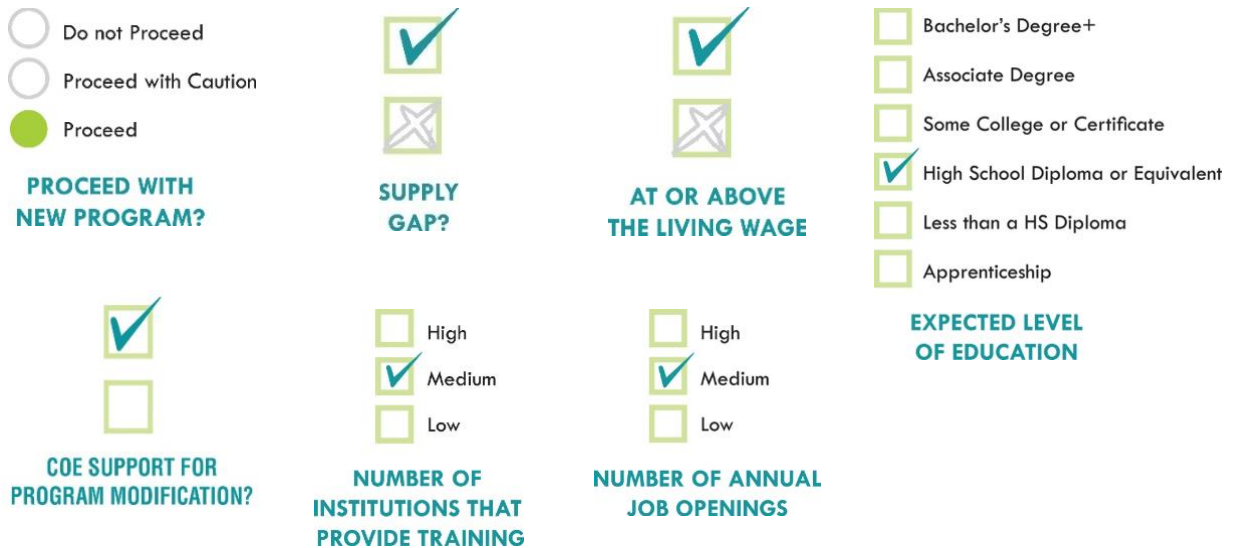 Do not Proceed
Proceed with Caution
Proceed
PROCEED WITH
NEW PROGRAM?
SUPPLY
GAP?
AT OR ABOVE
THE LIVING WAGE
Bachelor's Degree+
Associate Degree
Some College or Certificate
High School Diploma or Equivalent
Less than a HS Diploma
Apprenticeship
EXPECTED LEVEL
OF EDUCATION
COE SUPPORT FOR
PROGRAM MODIFICATION?
High
Medium
Low
NUMBER OF
INSTITUTIONS THAT
PROVIDE TRAINING
High
Medium
Low
NUMBER OF ANNUAL
JOB OPENINGS